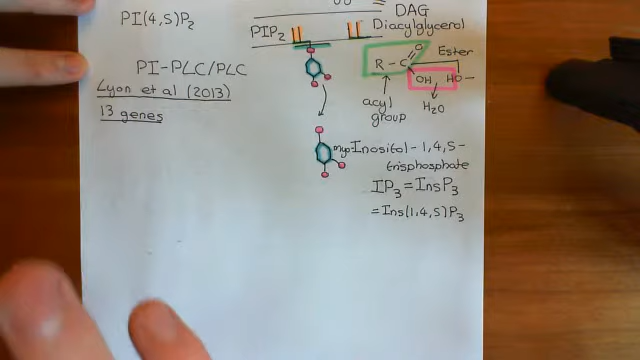 PI(4,5)P2
PI-PLC/PLC
Lyon et al (2013)
13 genes
PIP2
DAG
Diacylglycerol
Ester
R-C
O
OH HO-
H2O
acyl
group
myo Inositol-1,4,5-
trisphosphate
IP3 = InsP3
= Ins(1,4,5)P3